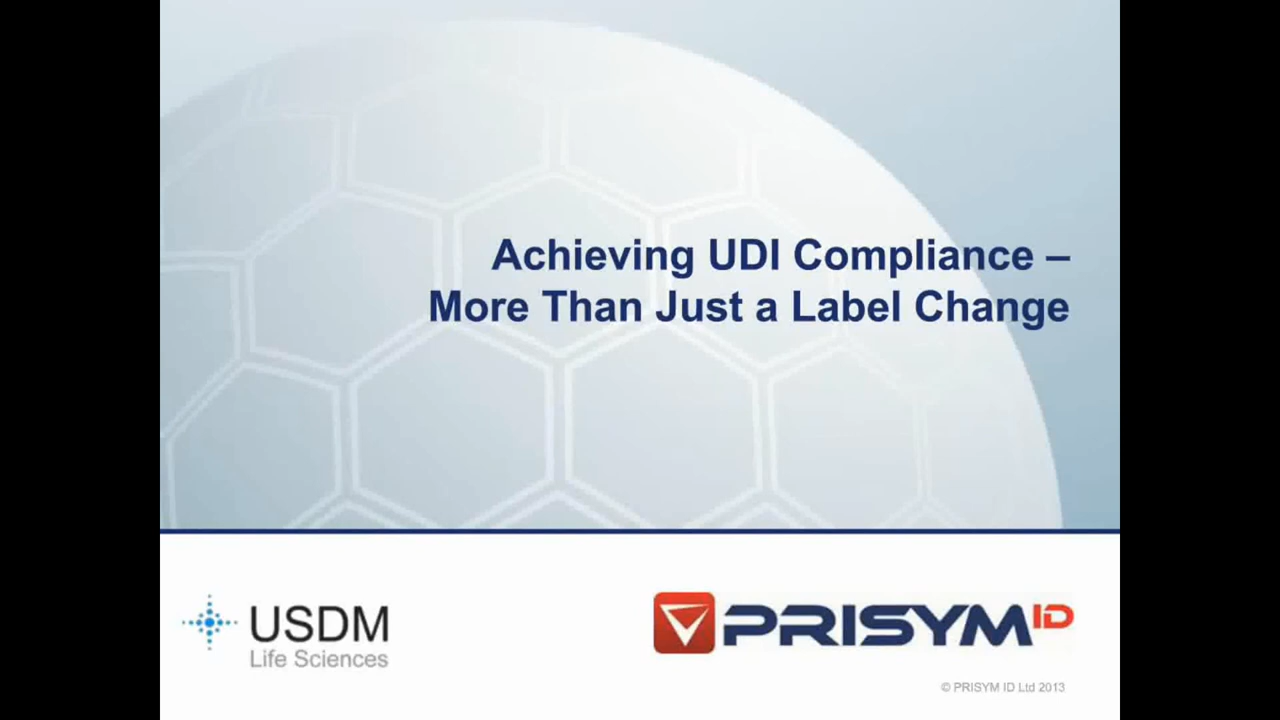 Achieving UDI Compliance –
More Than Just a Label Change
USDM
Life Sciences
PRISYM ID
© PRISYM ID Ltd 2013